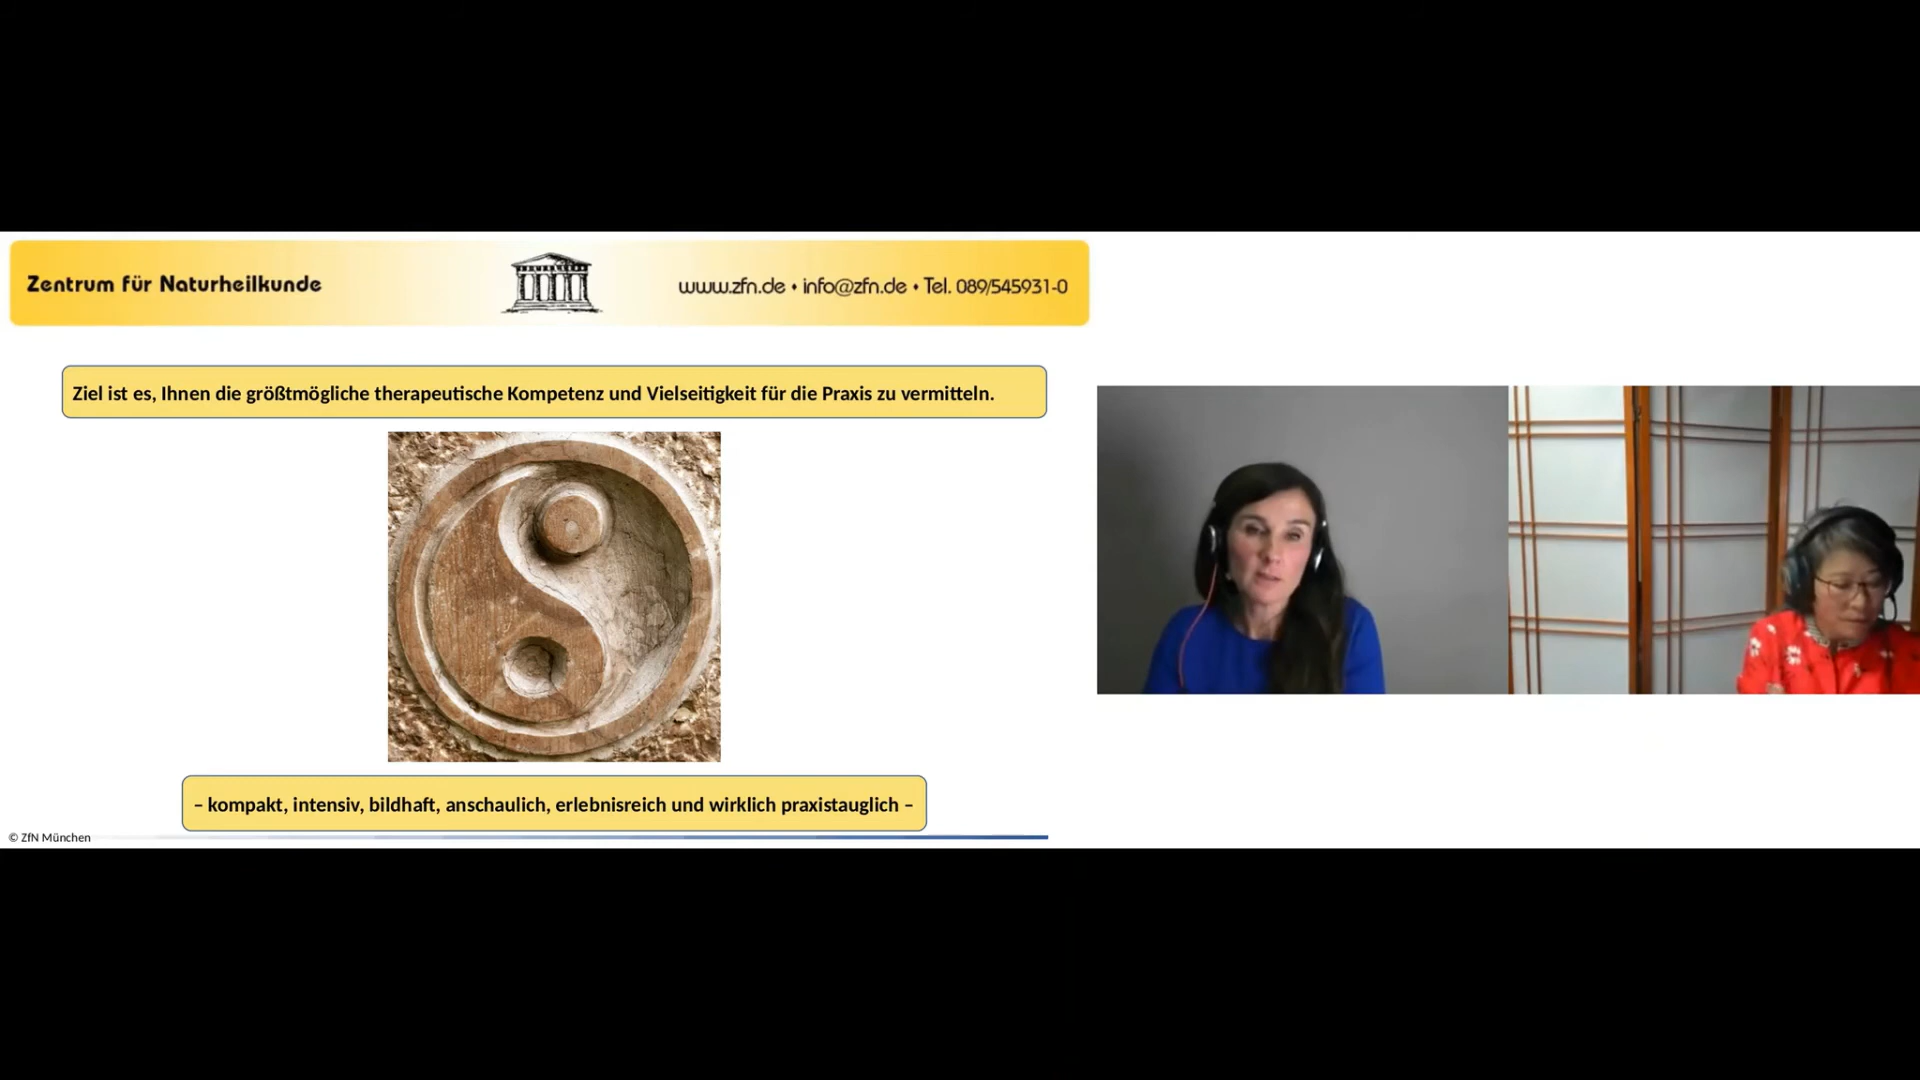 Zentrum für Naturheilkunde
www.zfn.de • info@zfn.de • Tel. 089/545931-0
Ziel ist es, Ihnen die größtmögliche therapeutische Kompetenz und Vielseitigkeit für die Praxis zu vermitteln.
– kompakt, intensiv, bildhaft, anschaulich, erlebnisreich und wirklich praxistauglich –
© ZfN München